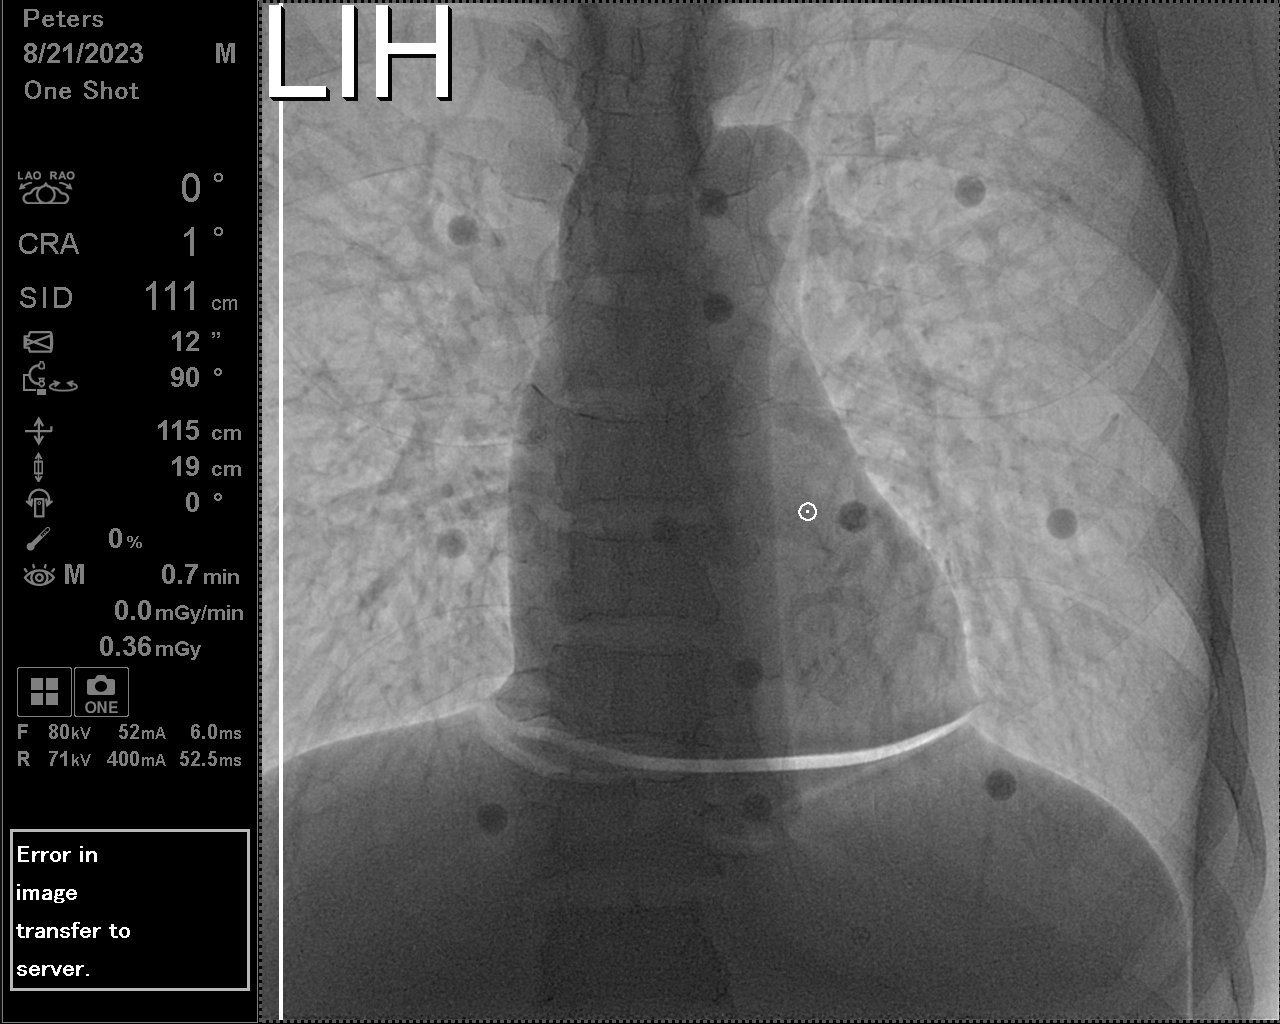 Peters
8/21/2023 M
One Shot
LIH
LAO RAO
0 °
CRA 1 °
SID 111 cm
12 ”
90 °
115 cm
19 cm
0 °
0 %
M 0.7 min
0.0 mGy/min
0.36 mGy
ONE
F 80kV 52mA 6.0ms
R 71kV 400mA 52.5ms
Error in
image
transfer to
server.